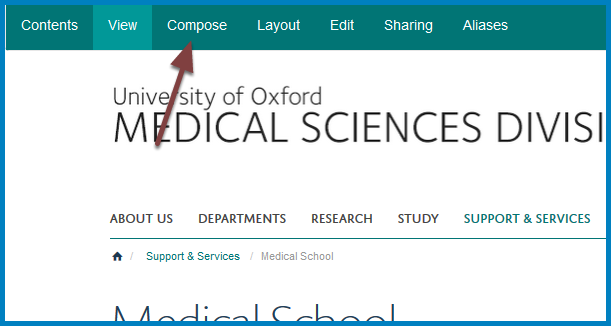 Contents View Compose Layout Edit Sharing Aliases
University of Oxford
MEDICAL SCIENCES DIVISI
ABOUT US DEPARTMENTS RESEARCH STUDY SUPPORT & SERVICES
/ Support & Services / Medical School
Medical School